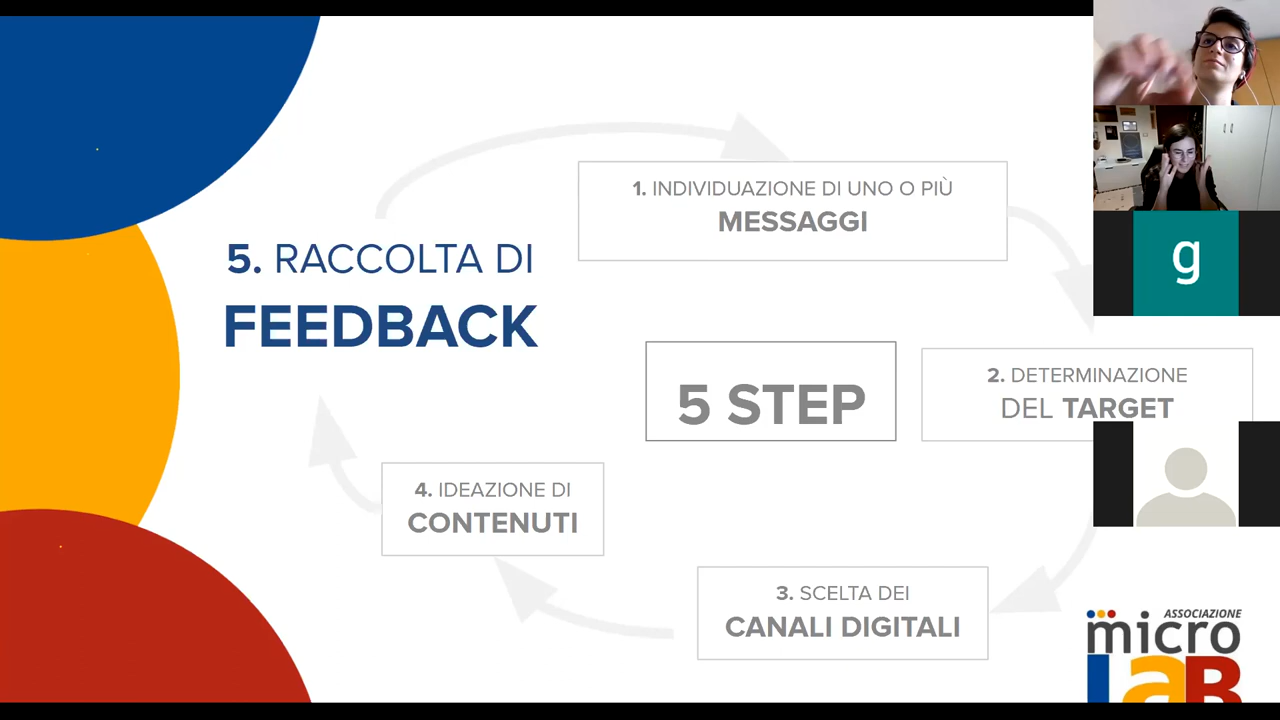 1. INDIVIDUAZIONE DI UNO O PIÙ
MESSAGGI
5. RACCOLTA DI
FEEDBACK
5 STEP
2. DETERMINAZIONE
DEL TARGET
4. IDEAZIONE DI
CONTENUTI
3. SCELTA DEI
CANALI DIGITALI
g
ASSOCIAZIONE
micro
LaB